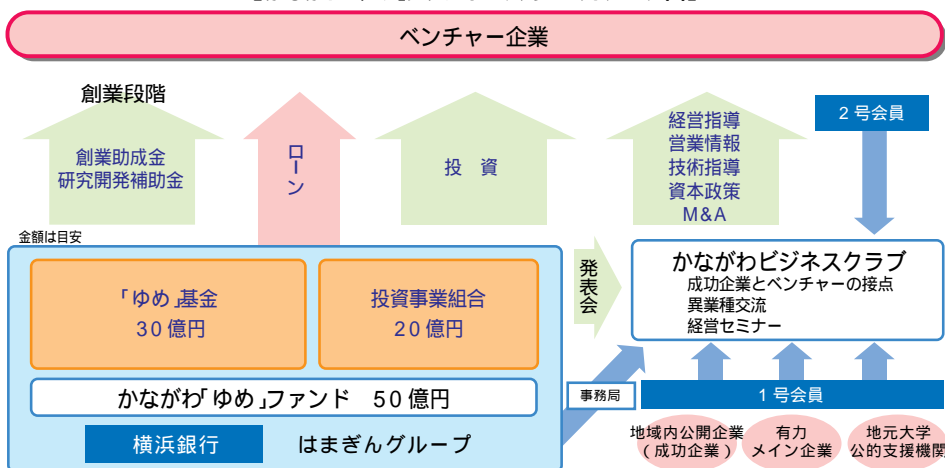 ベンチャー企業
創業段階
創業助成金
研究開発補助金
ローン
投 資
経営指導
営業情報
技術指導
資本政策
M&A
2号会員
金額は目安
「ゆめ」基金
30億円
投資事業組合
20億円
発表会
かながわビジネスクラブ
成功企業とベンチャーの接点
異業種交流
経営セミナー
かながわ「ゆめ」ファンド 50億円
事務局
1号会員
横浜銀行
はまぎんグループ
地域内公開企業
(成功企業)
有力
メイン企業
地元大学
公的支援機関